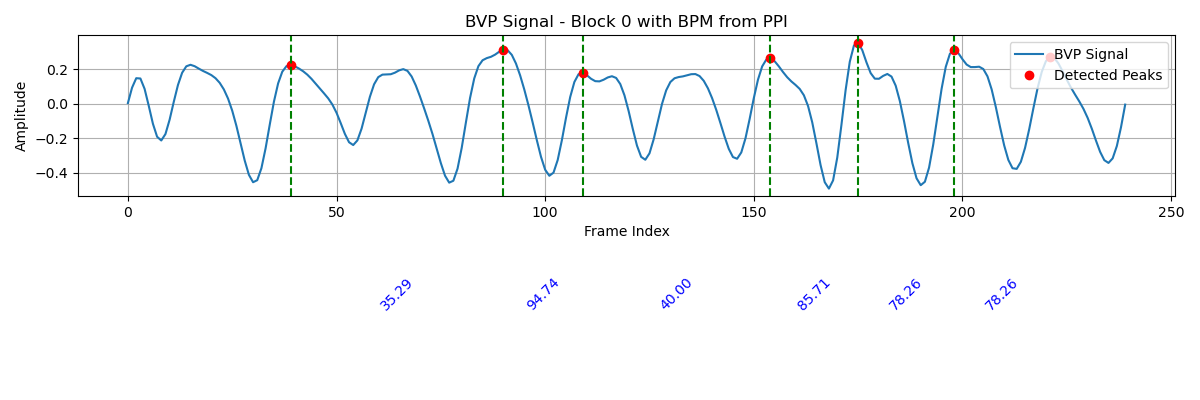 BVP Signal - Block 0 with BPM from PPI
Amplitude
0.2
0.0
−0.2
−0.4
BVP Signal
Detected Peaks
0 50 100 150 200 250
Frame Index
35.29 94.74 40.00 85.71 78.26 78.26